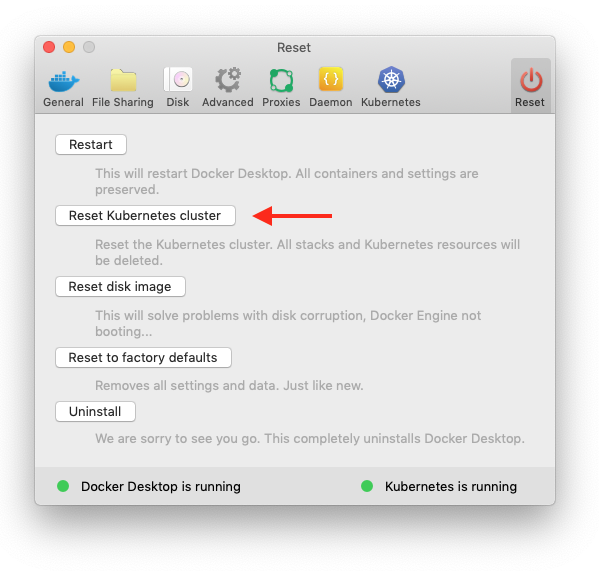 Reset
General File Sharing Disk Advanced Proxies Daemon Kubernetes Reset
Restart
This will restart Docker Desktop. All containers and settings are
preserved.
Reset Kubernetes cluster
Reset the Kubernetes cluster. All stacks and Kubernetes resources will
be deleted.
Reset disk image
This will solve problems with disk corruption, Docker Engine not
booting...
Reset to factory defaults
Removes all settings and data. Just like new.
Uninstall
We are sorry to see you go. This completely uninstalls Docker Desktop.
Docker Desktop is running Kubernetes is running